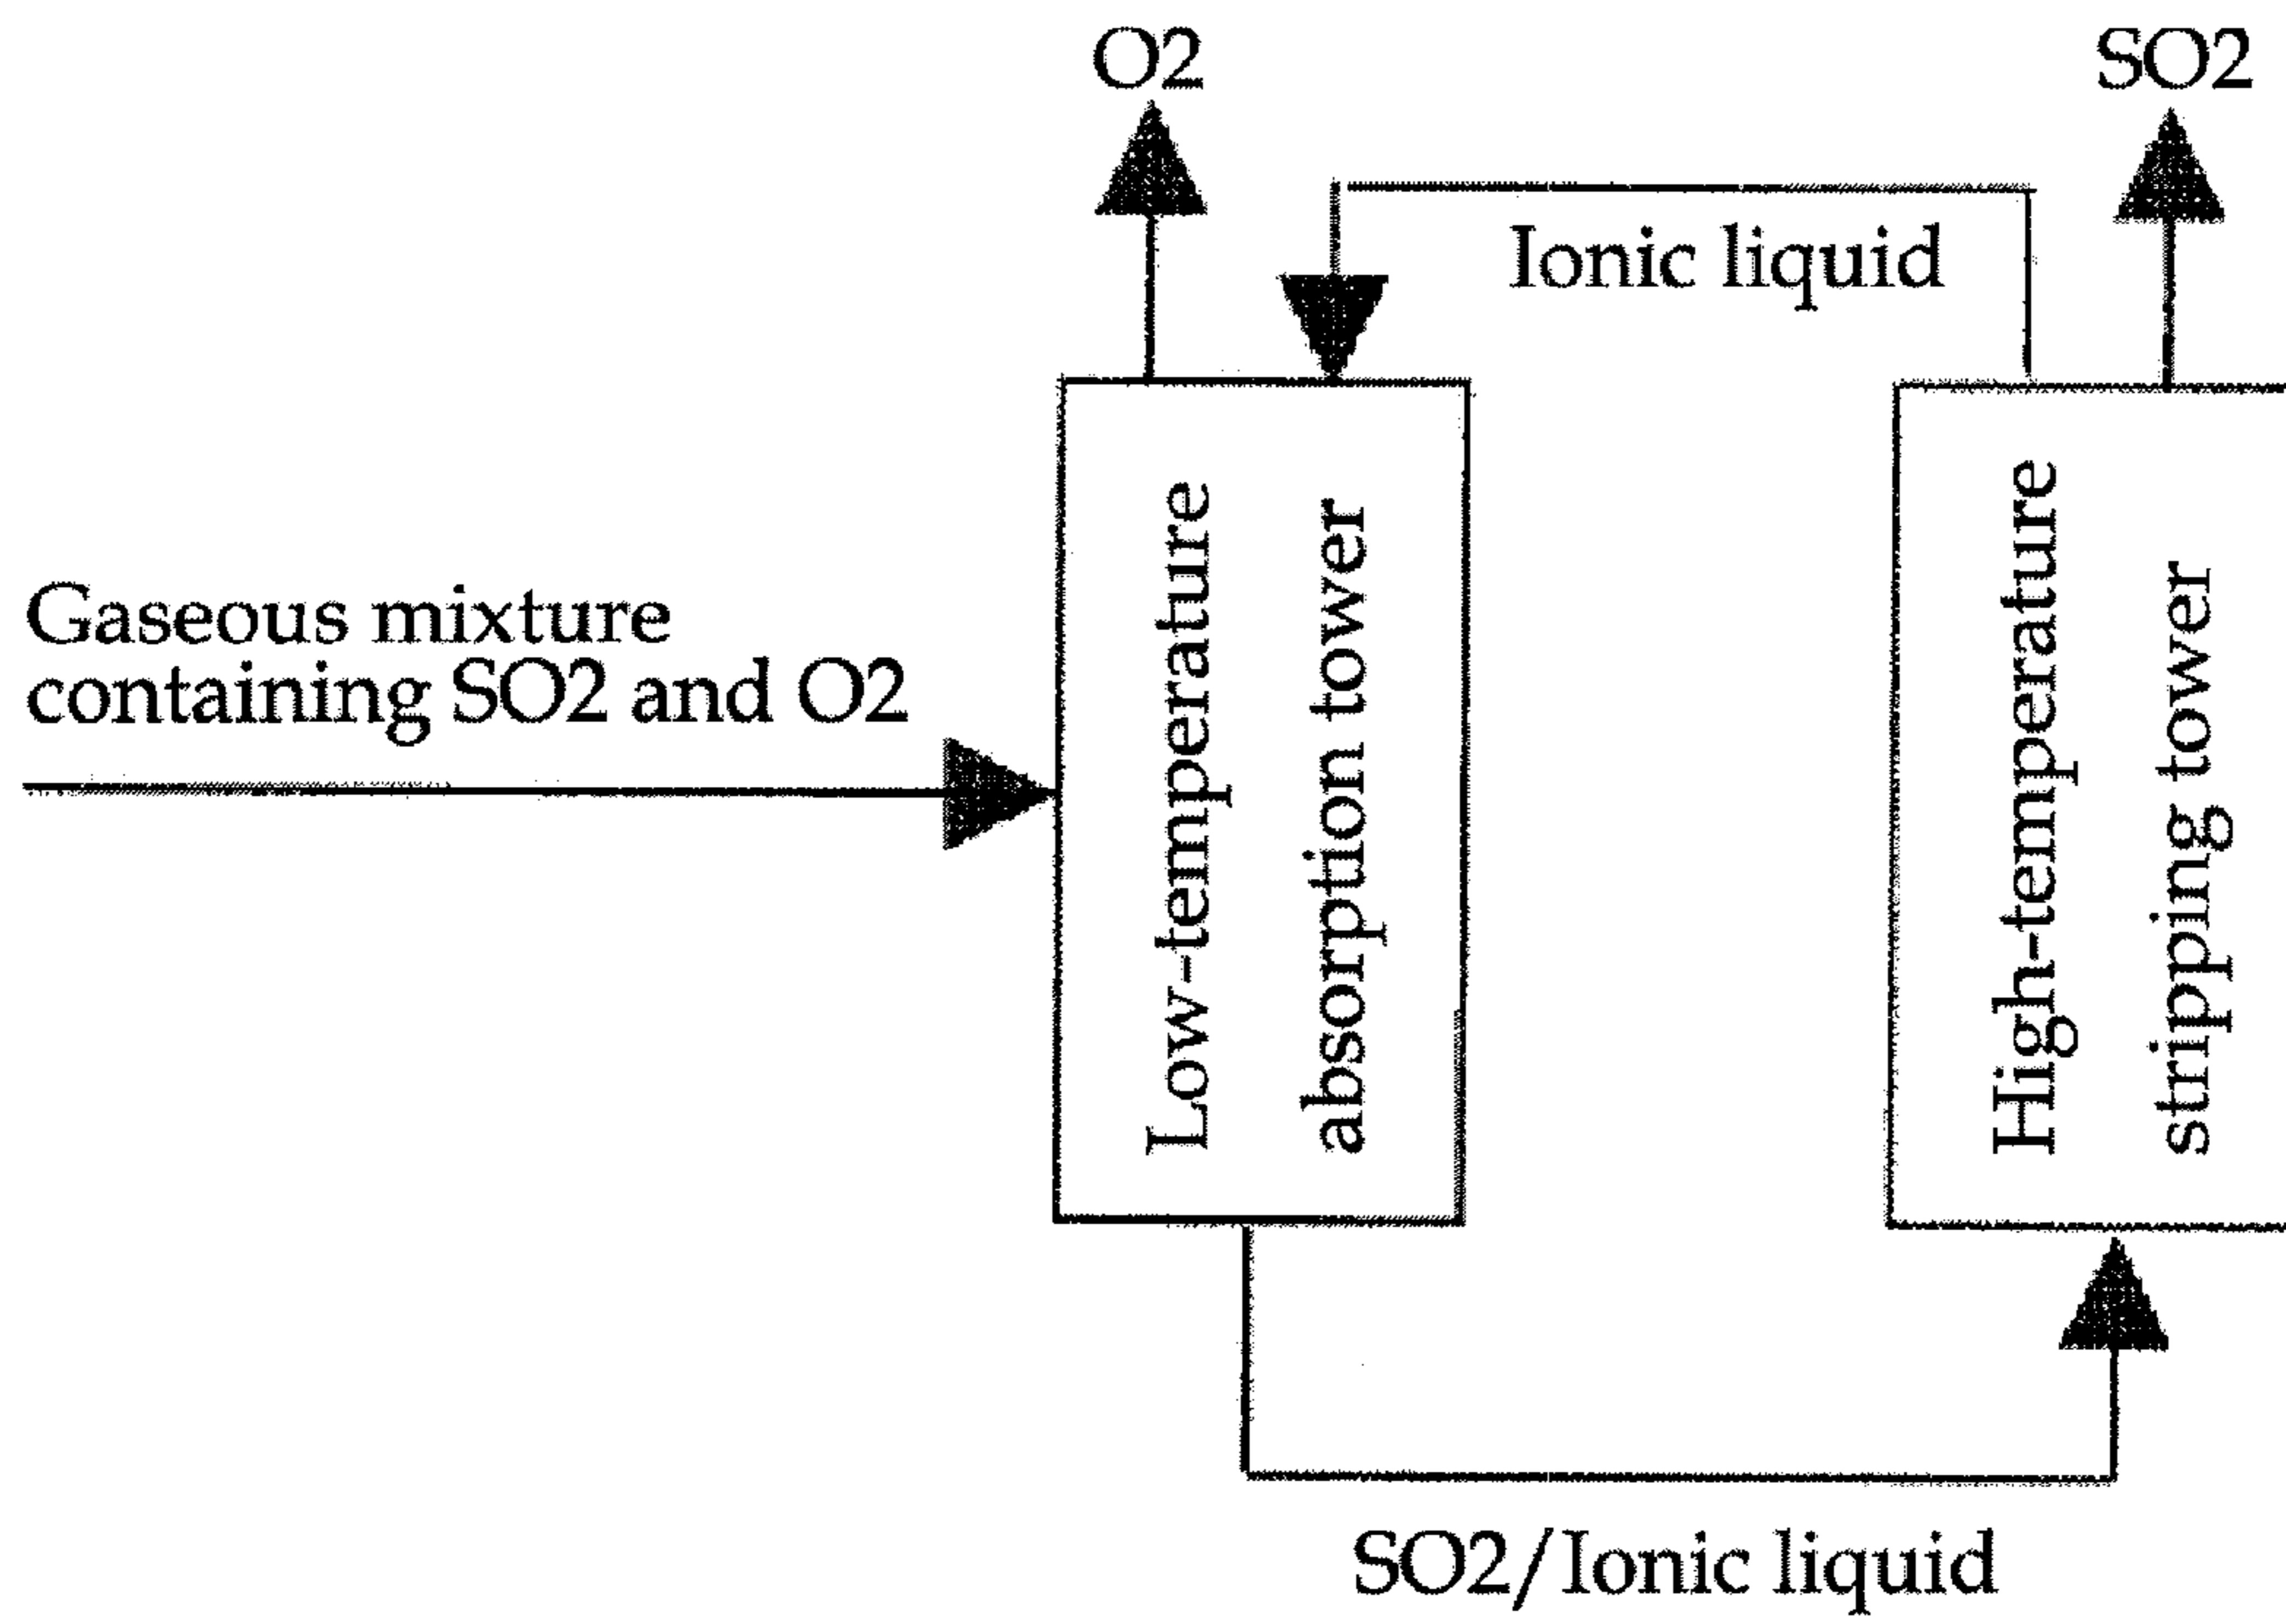 O2
SO2
Ionic liquid
Gaseous mixture
containing SO2 and O2
Low-temperature
absorption tower
High-temperature
stripping tower
SO2/Ionic liquid